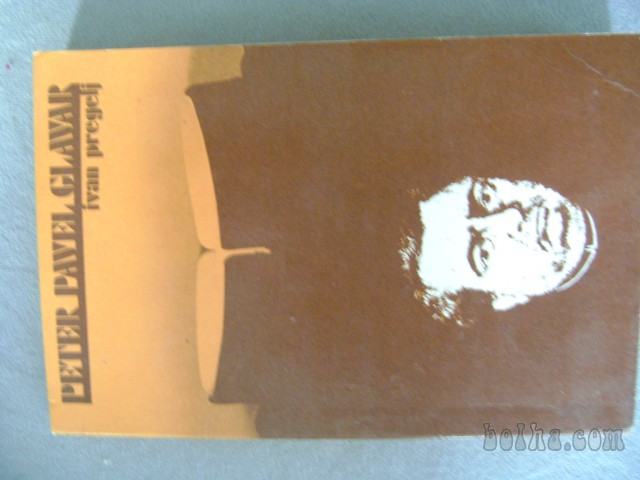 PETER PAVEL GLAVAR
ivan pregelj
bolha.com